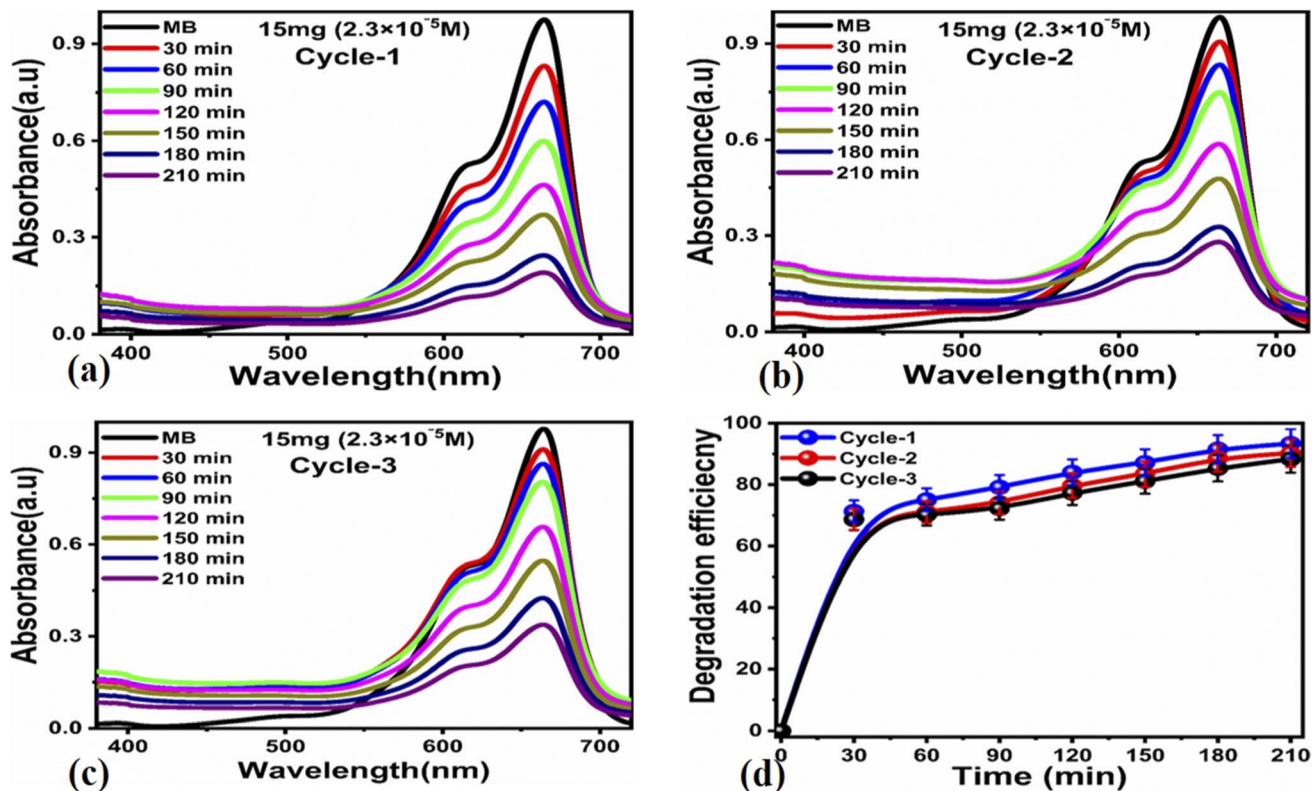 MB
30 min
60 min
90 min
120 min
150 min
180 min
210 min
15mg (2.3×10⁻⁵M)
Cycle-1
Absorbance(a.u)
0.9
0.6
0.3
0.0
400 500 600 700
Wavelength(nm)
(a)
MB
30 min
60 min
90 min
120 min
150 min
180 min
210 min
15mg (2.3×10⁻⁵M)
Cycle-2
Absorbance(a.u)
0.9
0.6
0.3
0.0
400 500 600 700
Wavelength(nm)
(b)
MB
30 min
60 min
90 min
120 min
150 min
180 min
210 min
15mg (2.3×10⁻⁵M)
Cycle-3
Absorbance(a.u)
0.9
0.6
0.3
0.0
400 500 600 700
Wavelength(nm)
(c)
Cycle-1
Cycle-2
Cycle-3
Degradation efficiecny
100
80
60
40
20
0
0 30 60 90 120 150 180 210
Time (min)
(d)